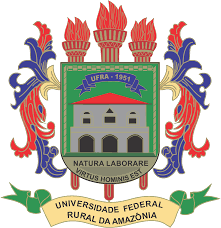 UFRA - 1951
NATURA LABORARE
VIRTUS HOMINIS EST
UNIVERSIDADE FEDERAL
RURAL DA AMAZÔNIA